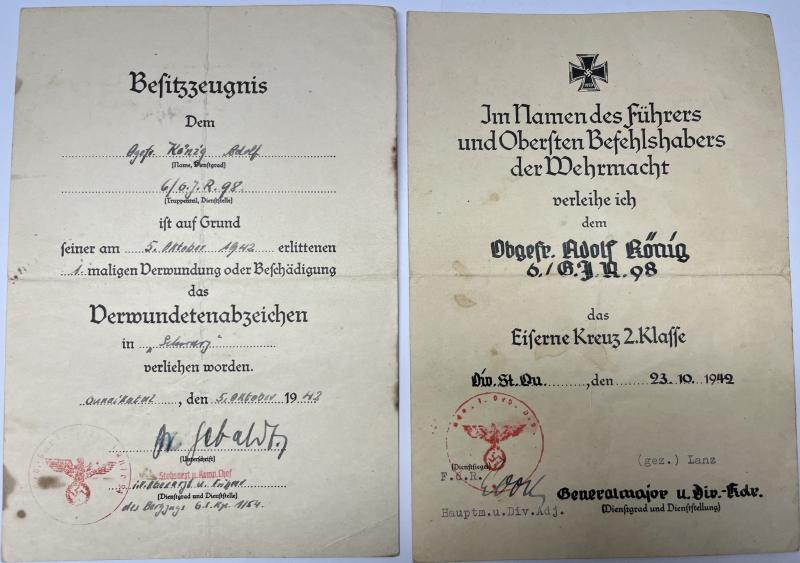 Besitzzeugnis
Dem
Ogefr. König Adolf
(Name, Dienstgrad)
6/G.J.R. 98.
(Truppenteil, Dienststelle)
ist auf Grund
seiner am 5. Oktober 1942 erlittenen
1 maligen Verwundung oder Beschädigung
das
Verwundetenabzeichen
in "Schwarz"
verliehen worden.
, den 5. Oktober 1942
(Unterschrift)
Stabsarzt u. Komp. Chef
(Dienstgrad und Dienststelle)
1/54.
Im Namen des Führers
und Obersten Befehlshabers
der Wehrmacht
verleihe ich
dem
Obgefr. Adolf König
6./G.J.R. 98
das
Eiserne Kreuz 2. Klasse
Div. St. Qu., den 23.10.1942
(Dienstsiegel)
(gez.) Lanz
F.d.R.
Generalmajor u. Div.-Kdr.
Hauptm.u.Div.Adj.
(Dienstgrad und Dienststellung)